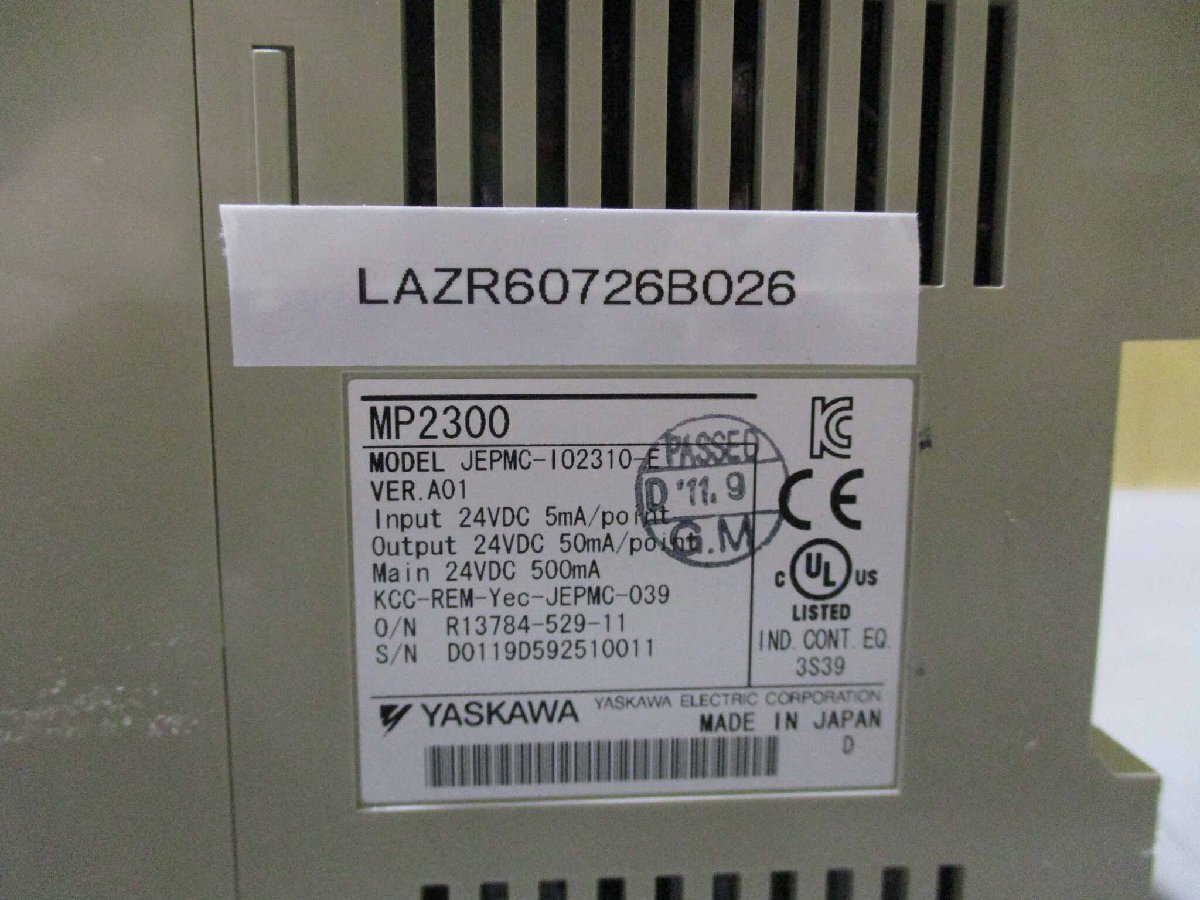 LAZR60726B026
MP2300
MODEL JEPMC-IO2310-E
VER.A01
Input 24VDC 5mA/point
Output 24VDC 50mA/point
Main 24VDC 500mA
KCC-REM-Yec-JEPMC-039
O/N R13784-529-11
S/N D0119D592510011
PASSED
D '11.9
G.M
KC
CE
C UL US
LISTED
IND. CONT. EQ.
3S39
YASKAWA YASKAWA ELECTRIC CORPORATION
MADE IN JAPAN
D